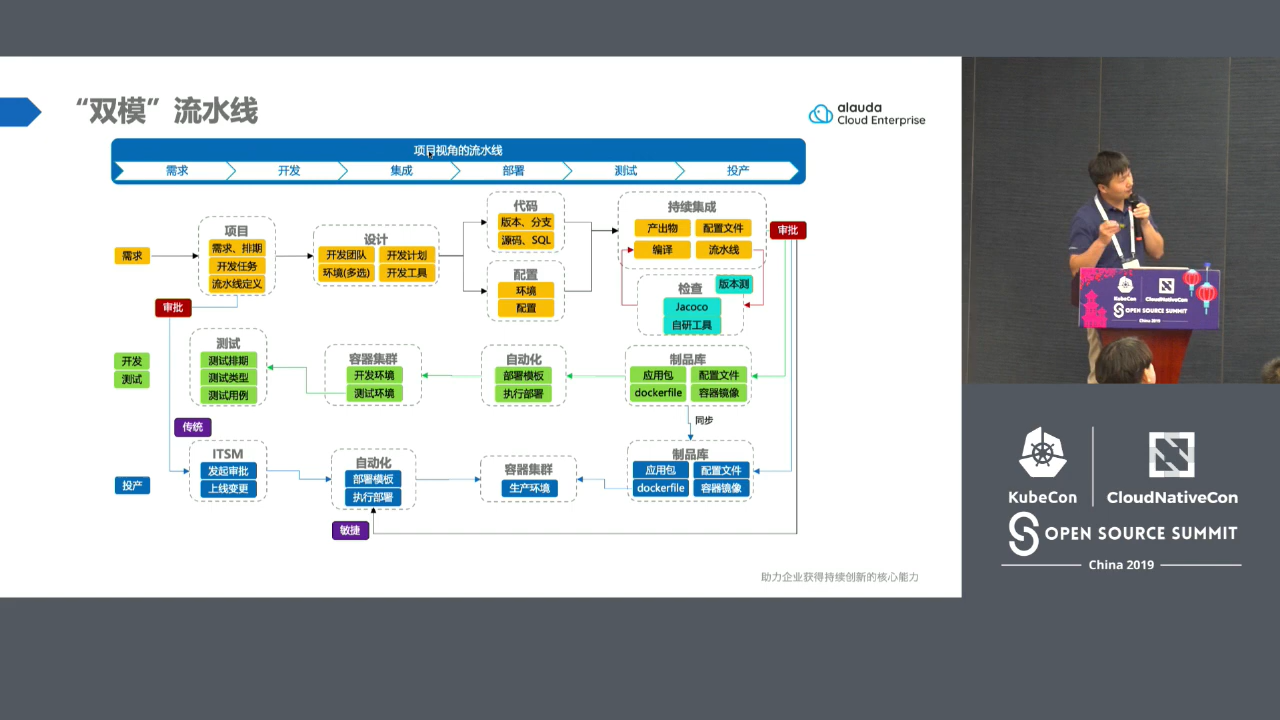 “双模”流水线
alauda
Cloud Enterprise
项目视角的流水线
需求 开发 集成 部署 测试 投产
需求
项目
需求、排期
开发任务
流水线定义
设计
开发团队 开发计划
环境(多选) 开发工具
代码
版本、分支
源码、SQL
配置
环境
配置
持续集成
产出物 配置文件
编译 流水线
审批
检查
版本测
Jacoco
自研工具
审批
开发
测试
测试
测试排期
测试类型
测试用例
容器集群
开发环境
测试环境
自动化
部署模板
执行部署
制品库
应用包 配置文件
dockerfile 容器镜像
同步
传统
投产
ITSM
发起审批
上线变更
自动化
部署模板
执行部署
容器集群
生产环境
制品库
应用包 配置文件
dockerfile 容器镜像
敏捷
助力企业获得持续创新的核心能力
KubeCon CloudNativeCon
OPEN SOURCE SUMMIT
China 2019
KubeCon CloudNativeCon
OPEN SOURCE SUMMIT
China 2019